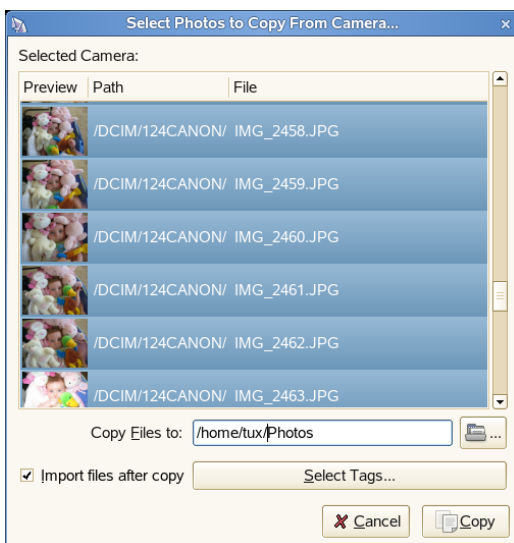 Select Photos to Copy From Camera...
Selected Camera:
Preview Path File
/DCIM/124CANON/ IMG_2458.JPG
/DCIM/124CANON/ IMG_2459.JPG
/DCIM/124CANON/ IMG_2460.JPG
/DCIM/124CANON/ IMG_2461.JPG
/DCIM/124CANON/ IMG_2462.JPG
/DCIM/124CANON/ IMG_2463.JPG
Copy Files to: /home/tux/Photos ...
Import files after copy Select Tags...
Cancel Copy